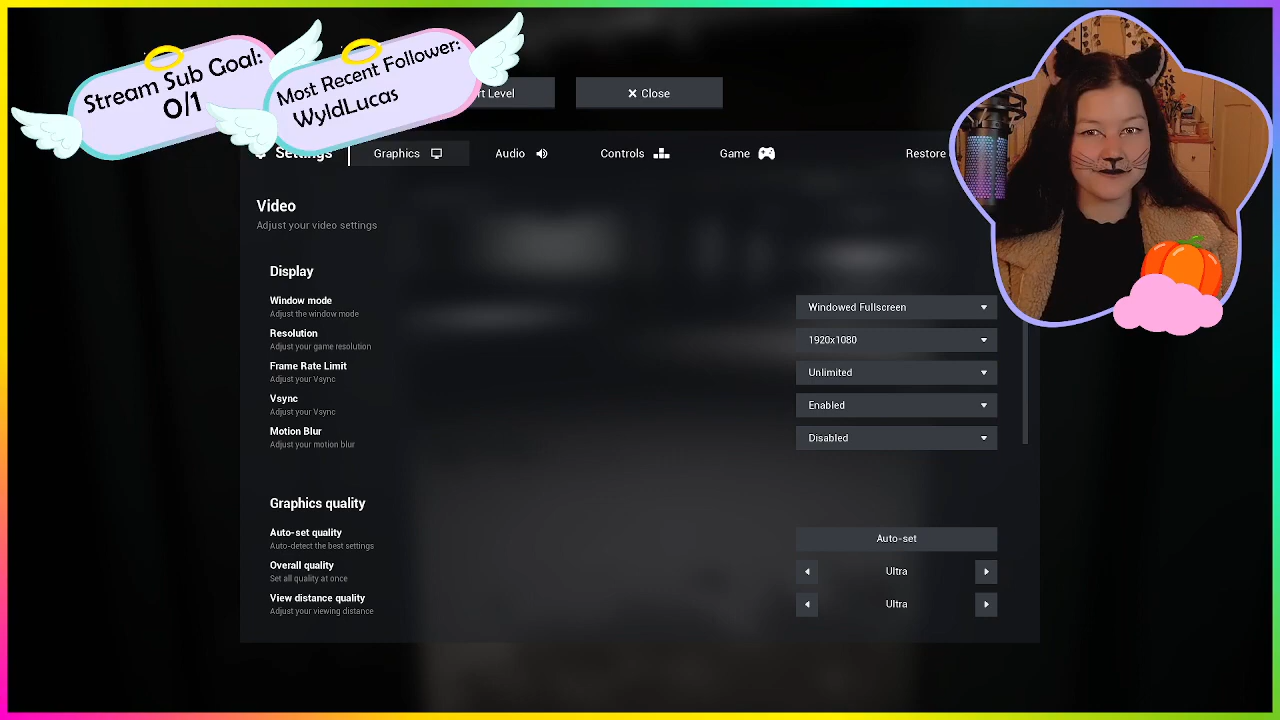 Stream Sub Goal:
0/1
Most Recent Follower:
WyldLucas
Level
Close
Settings
Graphics
Audio
Controls
Game
Restore
Video
Adjust your video settings
Display
Window mode
Adjust the window mode
Windowed Fullscreen
Resolution
Adjust your game resolution
1920x1080
Frame Rate Limit
Adjust your Vsync
Unlimited
Vsync
Adjust your Vsync
Enabled
Motion Blur
Adjust your motion blur
Disabled
Graphics quality
Auto-set quality
Auto-detect the best settings
Auto-set
Overall quality
Set all quality at once
Ultra
View distance quality
Adjust your viewing distance
Ultra